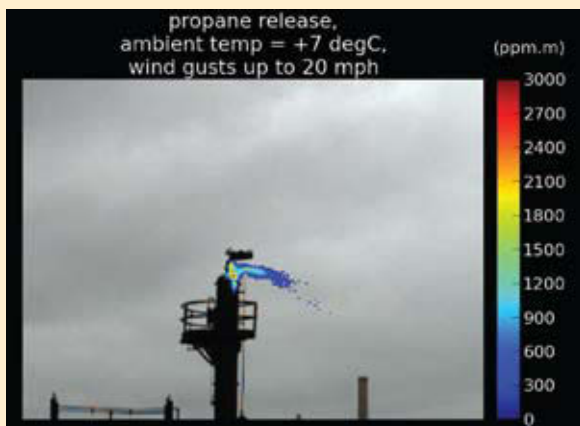 propane release,
ambient temp = +7 degC,
wind gusts up to 20 mph
(ppm.m)
3000
2700
2400
2100
1800
1500
1200
900
600
300
0